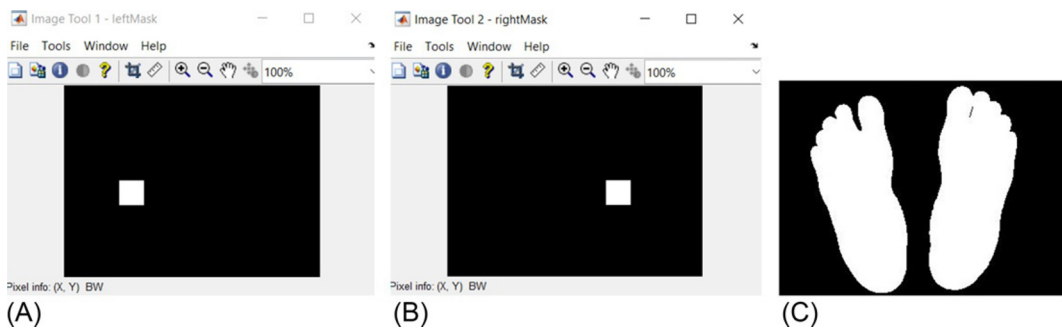 Image Tool 1 - leftMask
File Tools Window Help
100%
Pixel info: (X, Y) BW
(A)
Image Tool 2 - rightMask
File Tools Window Help
100%
Pixel info: (X, Y) BW
(B)
(C)